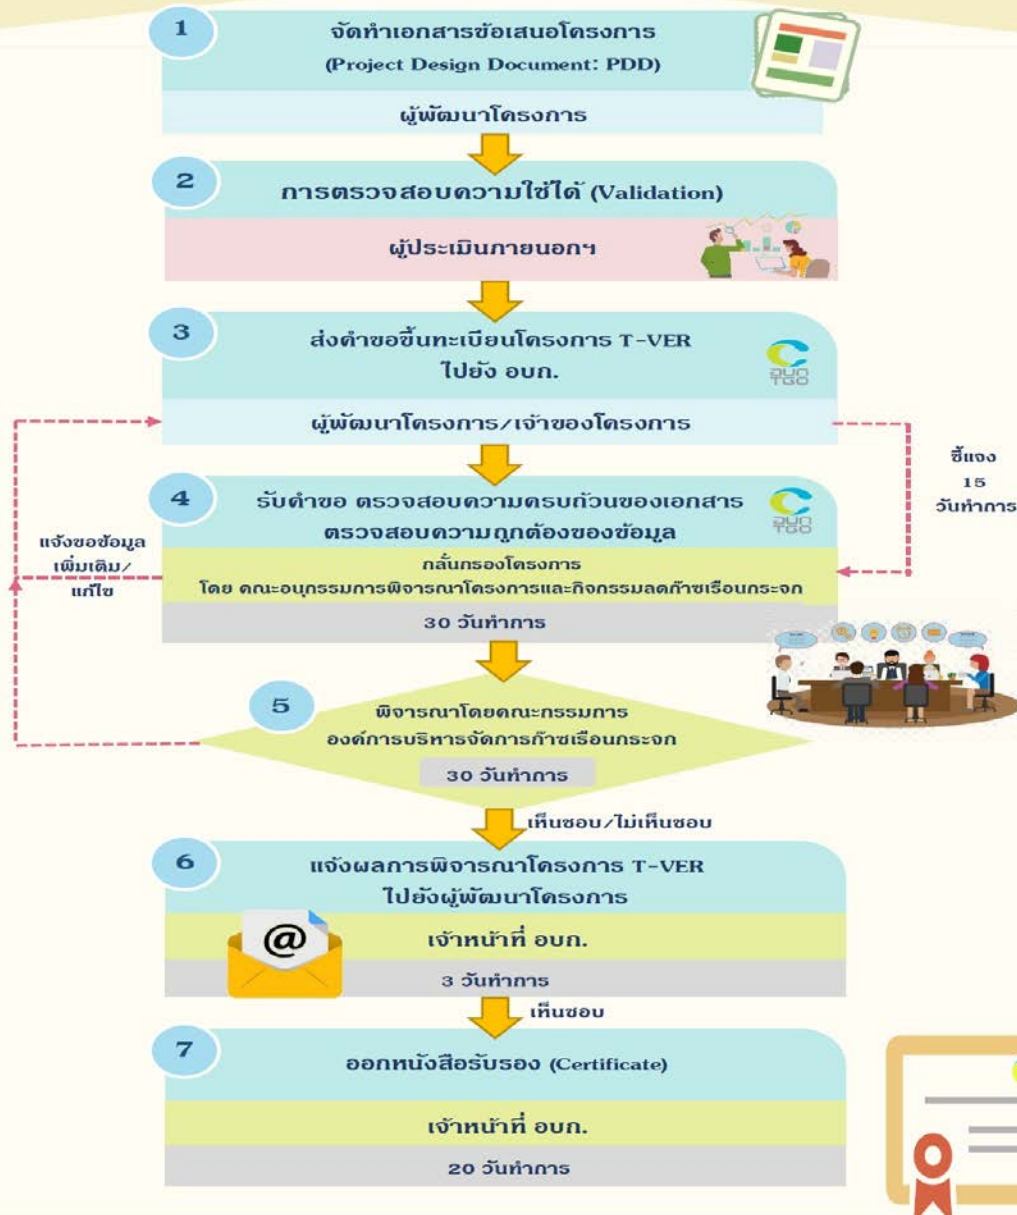 1
จัดทำเอกสารข้อเสนอโครงการ
(Project Design Document: PDD)
ผู้พัฒนาโครงการ
2
การตรวจสอบความใช้ได้ (Validation)
ผู้ประเมินภายนอกฯ
3
ส่งคำขอขึ้นทะเบียนโครงการ T-VER
ไปยัง อบก.
อบก
TGO
ผู้พัฒนาโครงการ/เจ้าของโครงการ
ชี้แจง
15
วันทำการ
4
รับคำขอ ตรวจสอบความครบถ้วนของเอกสาร
ตรวจสอบความถูกต้องของข้อมูล
อบก
TGO
กลั่นกรองโครงการ
โดย คณะอนุกรรมการพิจารณาโครงการและกิจกรรมลดก๊าซเรือนกระจก
30 วันทำการ
แจ้งขอข้อมูล
เพิ่มเติม/
แก้ไข
5
พิจารณาโดยคณะกรรมการ
องค์การบริหารจัดการก๊าซเรือนกระจก
30 วันทำการ
เห็นชอบ/ไม่เห็นชอบ
6
แจ้งผลการพิจารณาโครงการ T-VER
ไปยังผู้พัฒนาโครงการ
@
เจ้าหน้าที่ อบก.
3 วันทำการ
เห็นชอบ
7
ออกหนังสือรับรอง (Certificate)
เจ้าหน้าที่ อบก.
20 วันทำการ